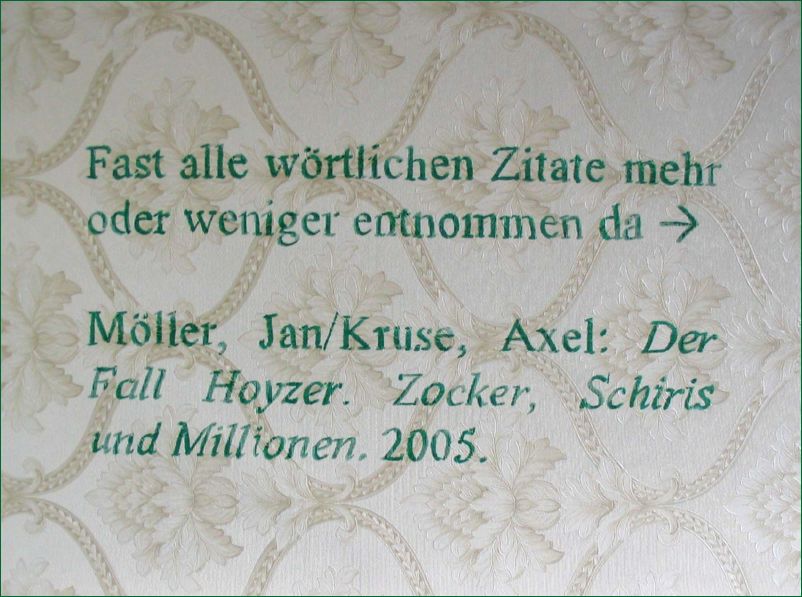 Fast alle wörtlichen Zitate mehr
oder weniger entnommen da →
Möller, Jan/Kruse, Axel: Der
Fall Hoyzer. Zocker, Schiris
und Millionen. 2005.